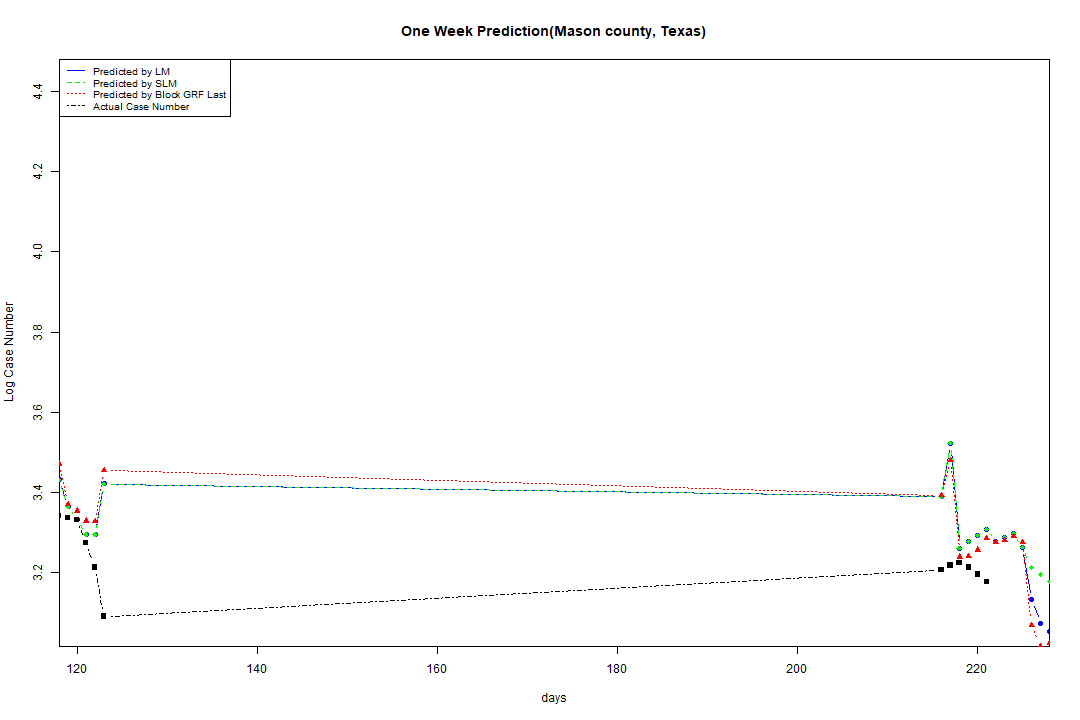 One Week Prediction(Mason county, Texas)
Predicted by LM
Predicted by SLM
Predicted by Block GRF Last
Actual Case Number
4.4
4.2
4.0
3.8
3.6
3.4
3.2
Log Case Number
120 140 160 180 200 220
days